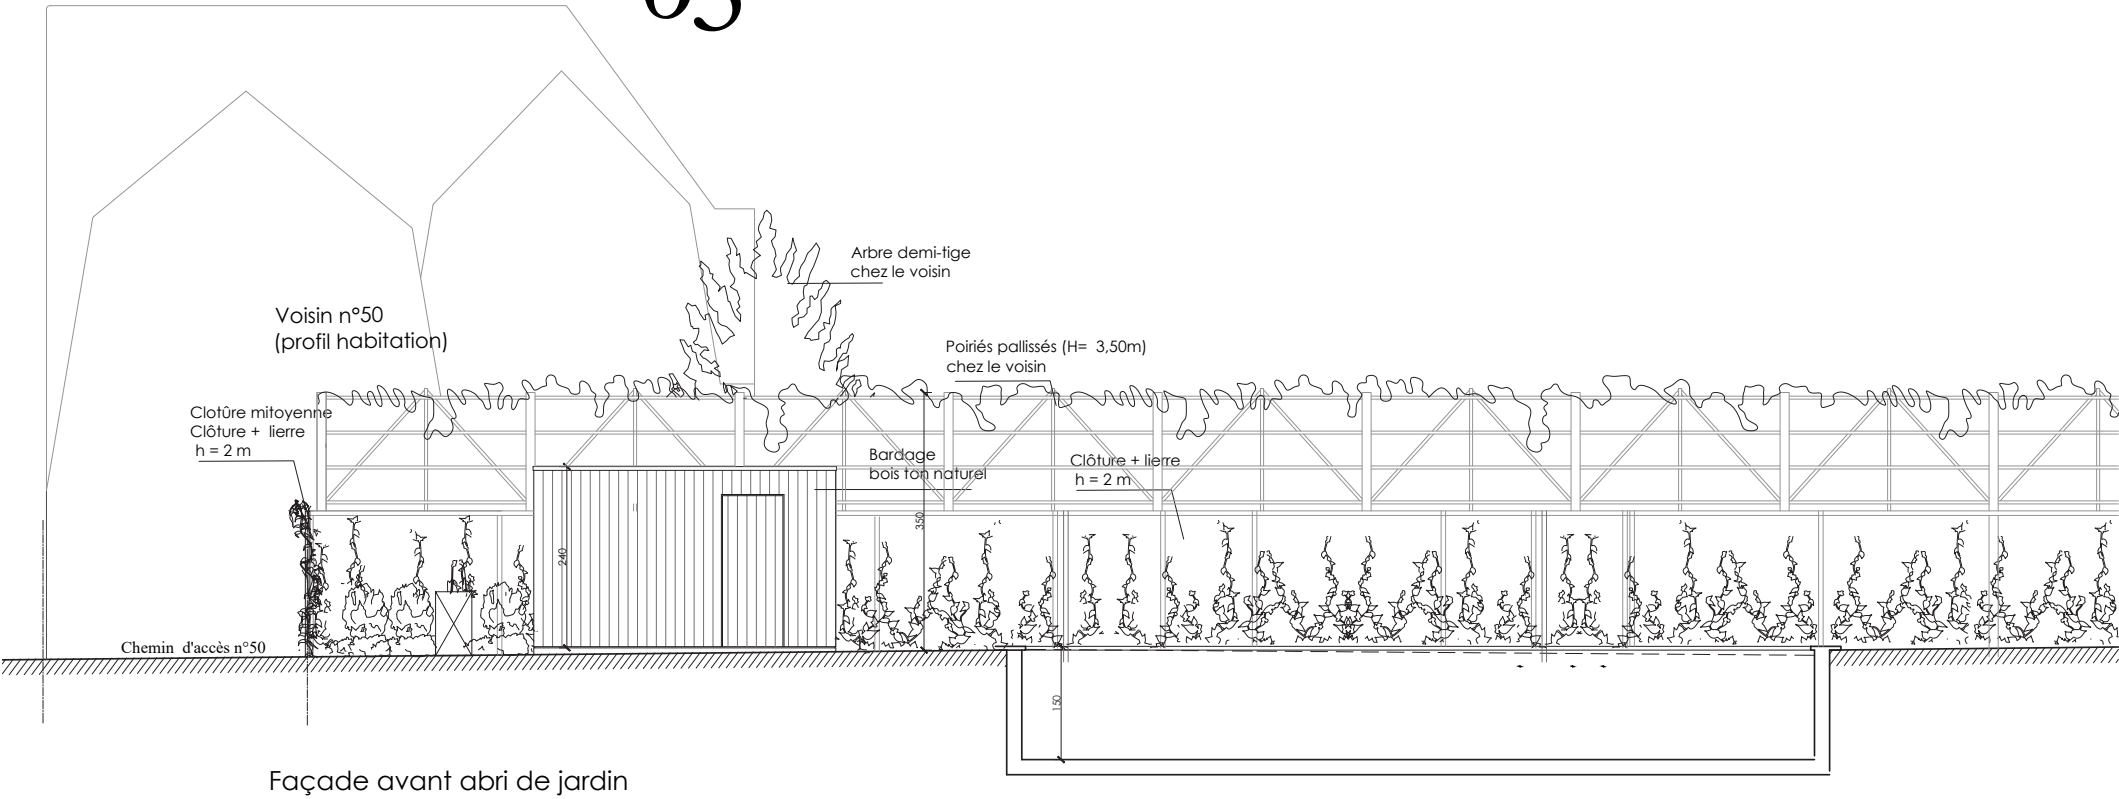 Arbre demi-tige
chez le voisin
Voisin n°50
(profil habitation)
Poiriés pallissés (H= 3,50m)
chez le voisin
Clotûre mitoyenne
Clôture + lierre
h = 2 m
Bardage
bois ton naturel
Clôture + lierre
h = 2 m
350
240
Chemin d'accès n°50
150
Façade avant abri de jardin